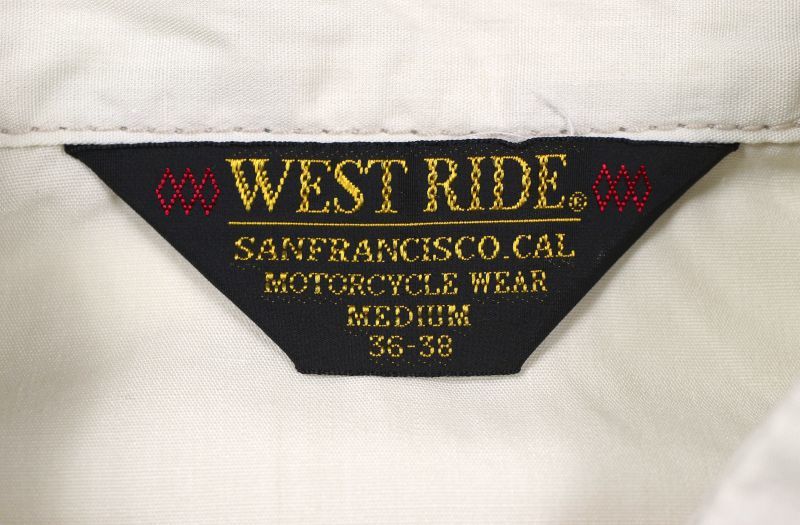 WEST RIDE®
SANFRANCISCO.CAL
MOTORCYCLE WEAR
MEDIUM
36-38